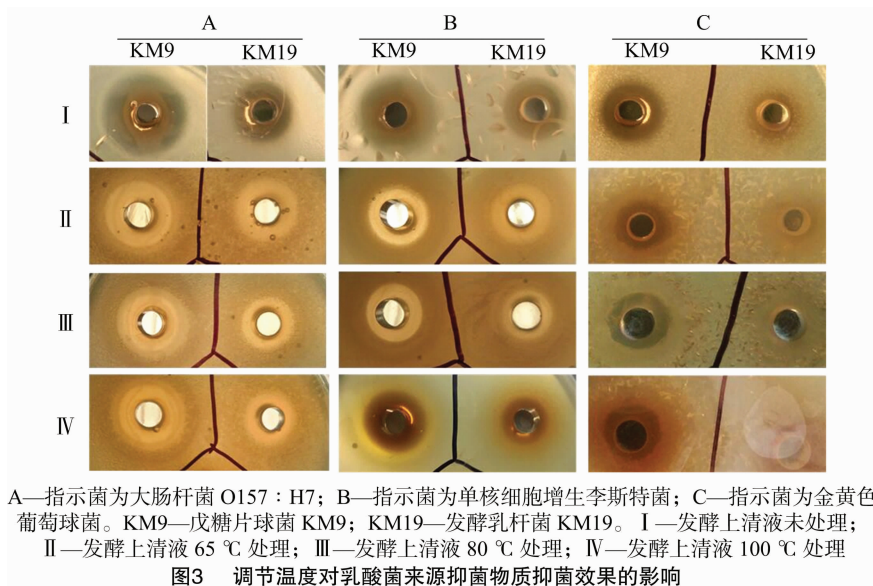 A B C
KM9 KM19 KM9 KM19 KM9 KM19
Ⅰ
Ⅱ
Ⅲ
Ⅳ
A—指示菌为大肠杆菌 O157∶H7；B—指示菌为单核细胞增生李斯特菌；C—指示菌为金黄色
葡萄球菌。KM9—戊糖片球菌 KM9；KM19—发酵乳杆菌 KM19。Ⅰ—发酵上清液未处理；
Ⅱ—发酵上清液 65 ℃ 处理；Ⅲ—发酵上清液 80 ℃ 处理；Ⅳ—发酵上清液 100 ℃ 处理
图3 调节温度对乳酸菌来源抑菌物质抑菌效果的影响